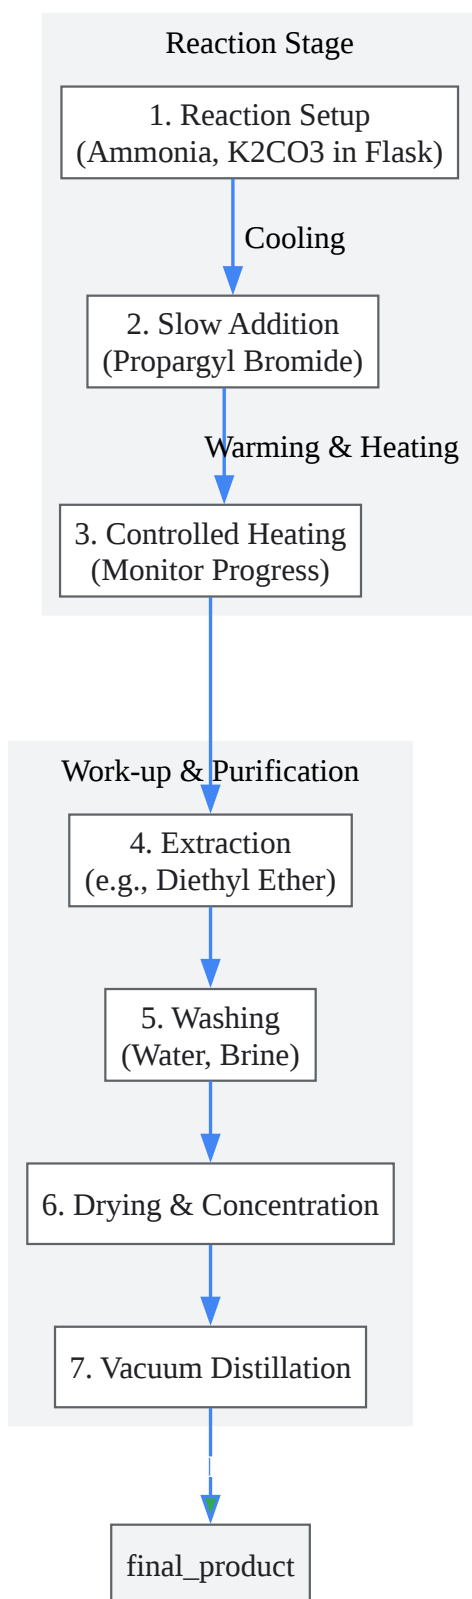 Reaction Stage
1. Reaction Setup
(Ammonia, K2CO3 in Flask)
Cooling
2. Slow Addition
(Propargyl Bromide)
Warming & Heating
3. Controlled Heating
(Monitor Progress)
Work-up & Purification
4. Extraction
(e.g., Diethyl Ether)
5. Washing
(Water, Brine)
6. Drying & Concentration
7. Vacuum Distillation
final_product